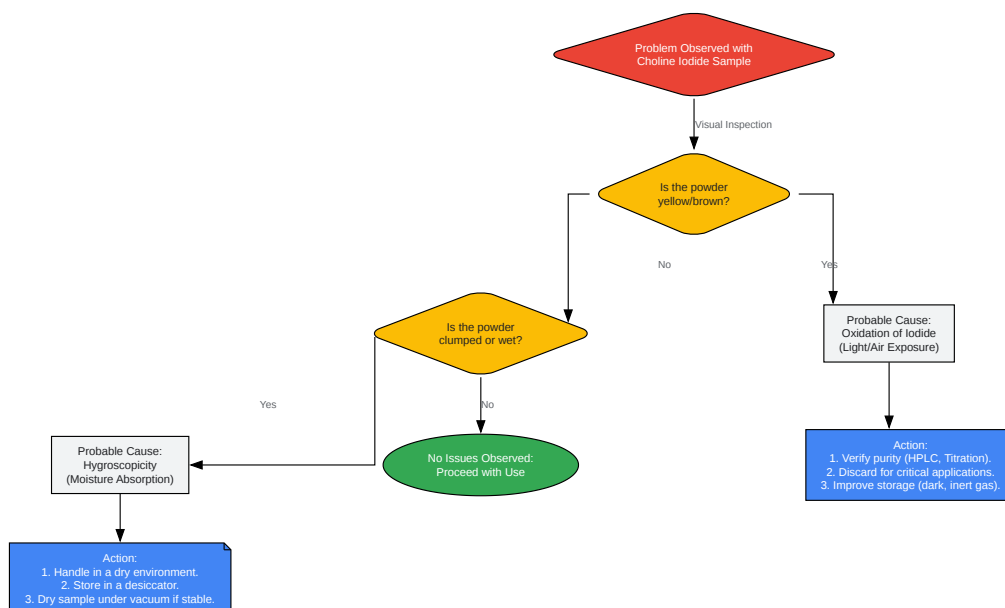 Problem Observed with
Choline Iodide Sample
Visual Inspection
Is the powder
yellow/brown?
No
Yes
Is the powder
clumped or wet?
Probable Cause:
Oxidation of Iodide
(Light/Air Exposure)
Yes
No
Probable Cause:
Hygroscopicity
(Moisture Absorption)
No Issues Observed:
Proceed with Use
Action:
1. Verify purity (HPLC, Titration).
2. Discard for critical applications.
3. Improve storage (dark, inert gas).
Action:
1. Handle in a dry environment.
2. Store in a desiccator.
3. Dry sample under vacuum if stable.